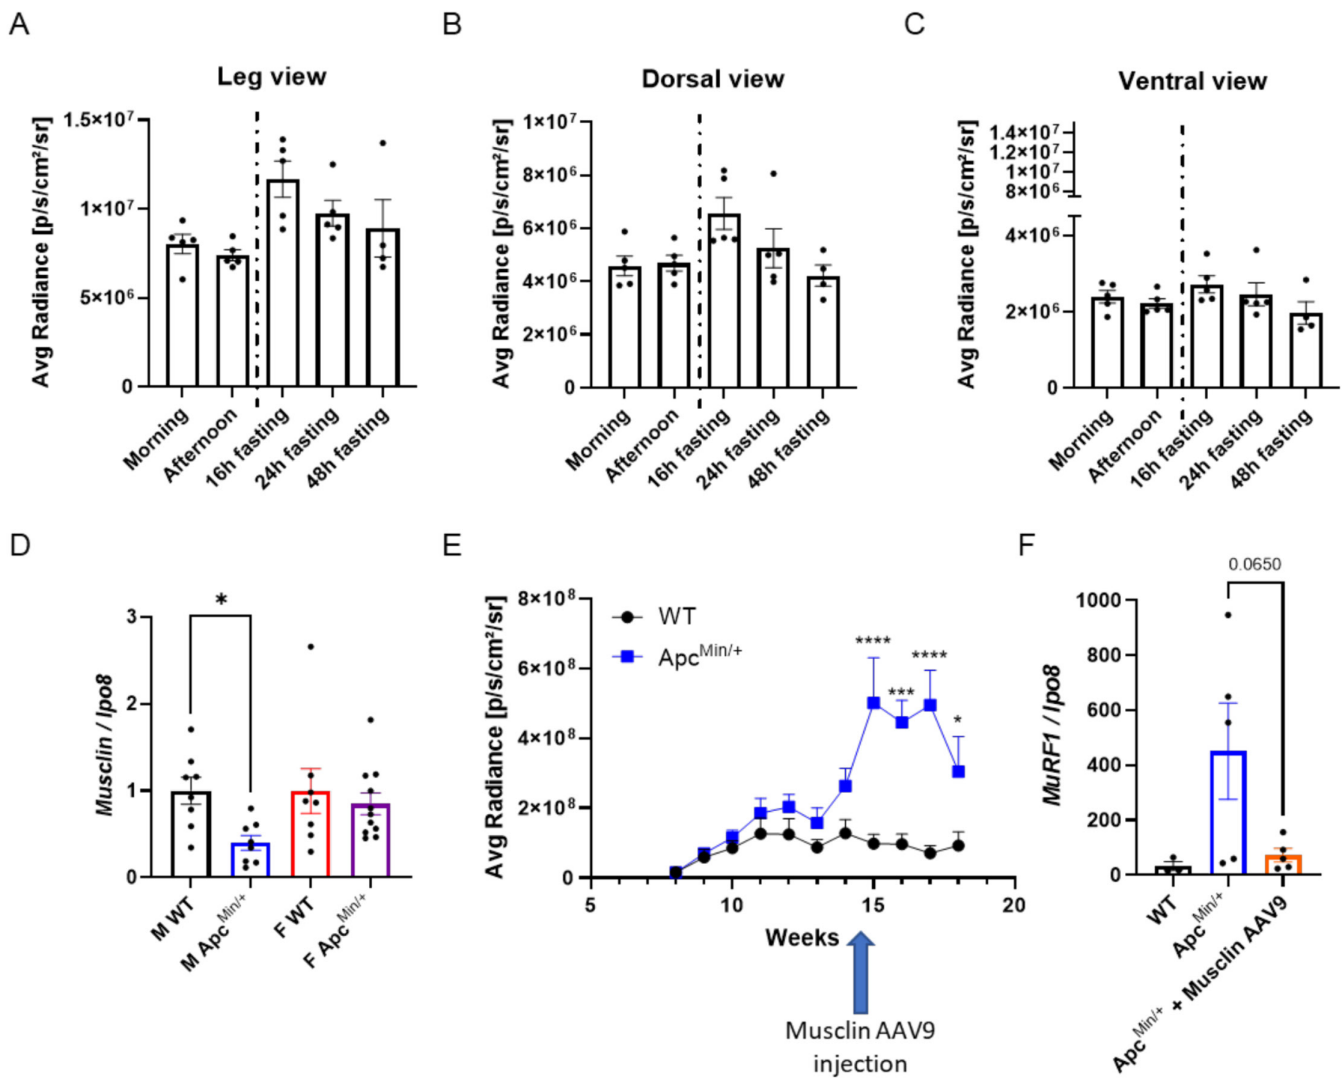 A
Leg view
Avg Radiance [p/s/cm²/sr]
1.5×10⁷
1×10⁷
5×10⁶
0
Morning
Afternoon
16h fasting
24h fasting
48h fasting
B
Dorsal view
Avg Radiance [p/s/cm²/sr]
1×10⁷
8×10⁶
6×10⁶
4×10⁶
2×10⁶
0
Morning
Afternoon
16h fasting
24h fasting
48h fasting
C
Ventral view
Avg Radiance [p/s/cm²/sr]
1.4×10⁷
1.2×10⁷
1×10⁷
8×10⁶
4×10⁶
2×10⁶
0
Morning
Afternoon
16h fasting
24h fasting
48h fasting
D
Musclin / Ipo8
3
2
1
0
*
M WT
M Apc^Min/+
F WT
F Apc^Min/+
E
Avg Radiance [p/s/cm²/sr]
8×10⁸
6×10⁸
4×10⁸
2×10⁸
0
WT
Apc^Min/+
****
***
****
*
5
10
15
20
Weeks
Musclin AAV9
injection
F
0.0650
MuRF1 / Ipo8
1000
800
600
400
200
0
WT
Apc^Min/+
Apc^Min/+ + Musclin AAV9